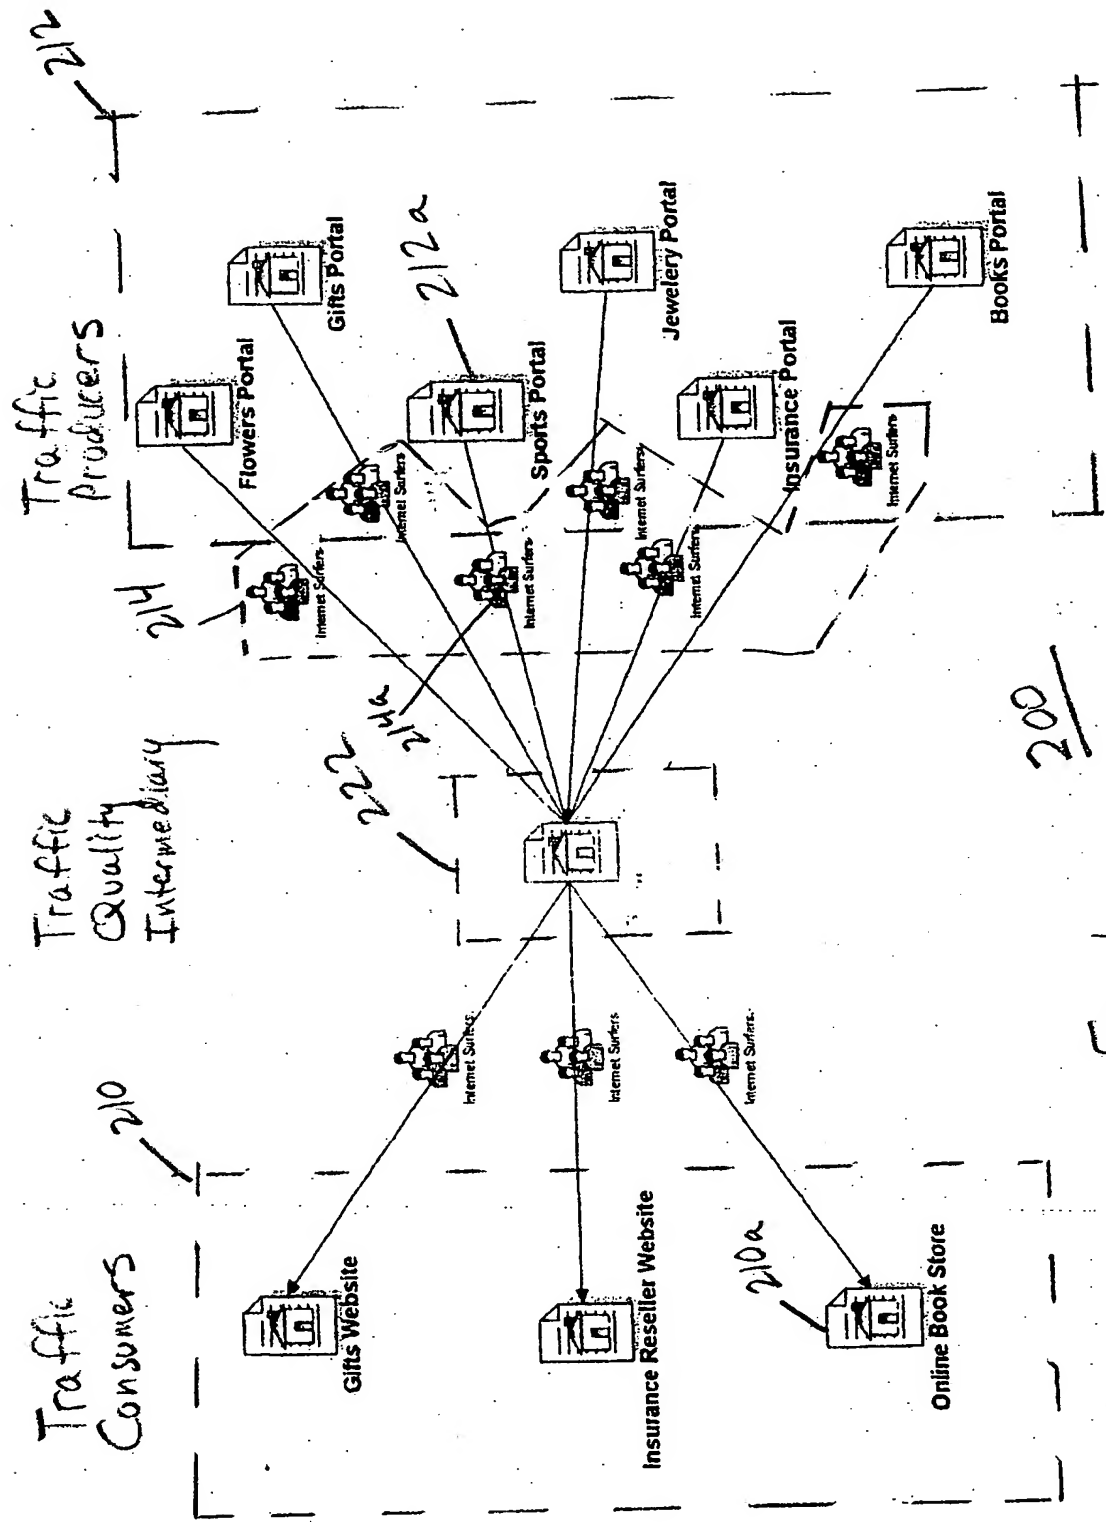 Traffic
Consumers
210
Traffic
Quality
Intermediary
222
Traffic
Producers
212
214
Flowers Portal
Internet Surfers
Gifts Portal
Internet Surfers
Gifts Website
Internet Surfers
214a
Sports Portal
212a
Internet Surfers
Insurance Reseller Website
Internet Surfers
Jewelery Portal
Internet Surfers
Insurance Portal
Internet Surfers
210a
Online Book Store
Internet Surfers
Books Portal
Internet Surfers
200